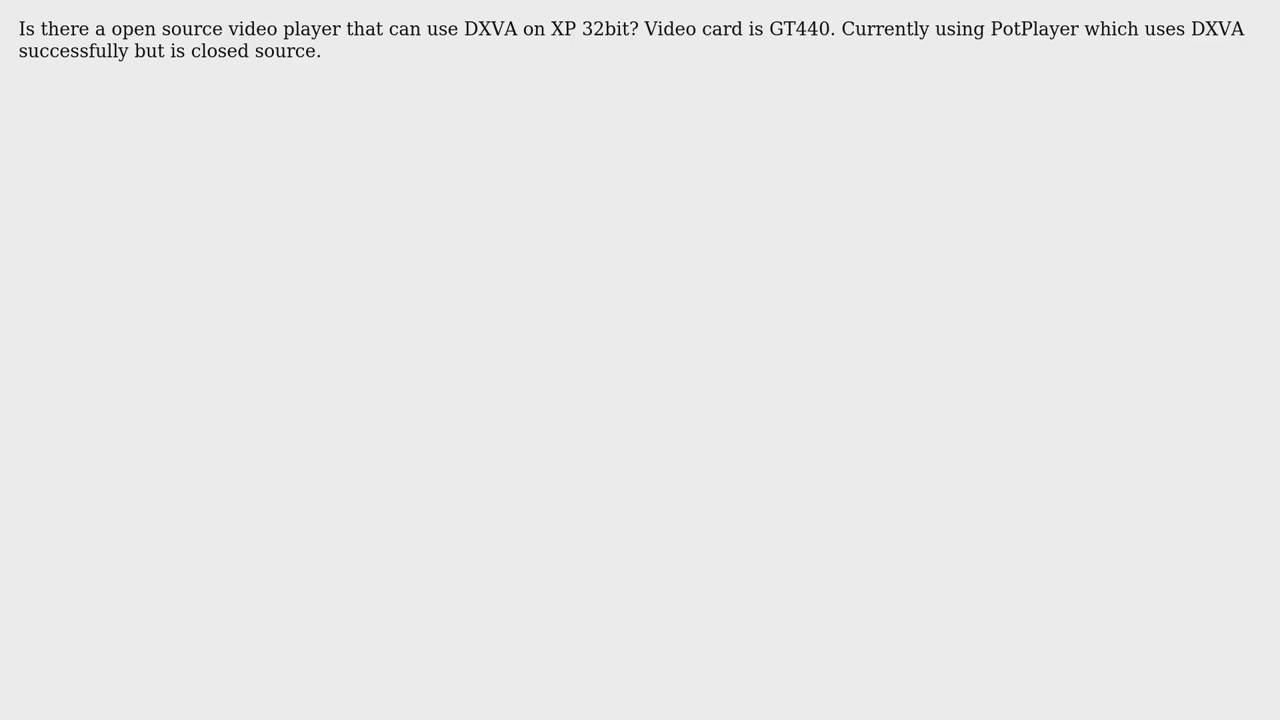 Is there a open source video player that can use DXVA on XP 32bit? Video card is GT440. Currently using PotPlayer which uses DXVA
successfully but is closed source.